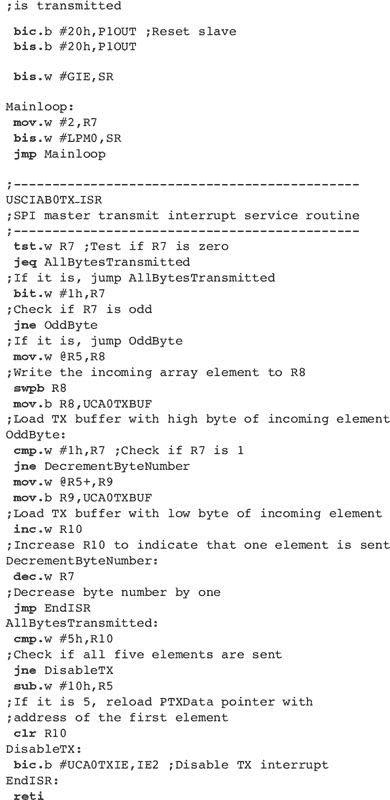 ;is transmitted
bic.b #20h,P1OUT ;Reset slave
bis.b #20h,P1OUT
bis.w #GIE,SR
Mainloop:
mov.w #2,R7
bis.w #LPM0,SR
jmp Mainloop
;--------------------------------------------
USCIAB0TX_ISR
;SPI master transmit interrupt service routine
;--------------------------------------------
tst.w R7 ;Test if R7 is zero
jeq AllBytesTransmitted
;If it is, jump AllBytesTransmitted
bit.w #1h,R7
;Check if R7 is odd
jne OddByte
;If it is, jump OddByte
mov.w @R5,R8
;Write the incoming array element to R8
swpb R8
mov.b R8,UCA0TXBUF
;Load TX buffer with high byte of incoming element
OddByte:
cmp.w #1h,R7 ;Check if R7 is 1
jne DecrementByteNumber
mov.w @R5+,R9
mov.b R9,UCA0TXBUF
;Load TX buffer with low byte of incoming element
inc.w R10
;Increase R10 to indicate that one element is sent
DecrementByteNumber:
dec.w R7
;Decrease byte number by one
jmp EndISR
AllBytesTransmitted:
cmp.w #5h,R10
;Check if all five elements are sent
jne DisableTX
sub.w #10h,R5
;If it is 5, reload PTXData pointer with
;address of the first element
clr R10
DisableTX:
bic.b #UCA0TXIE,IE2 ;Disable TX interrupt
EndISR:
reti